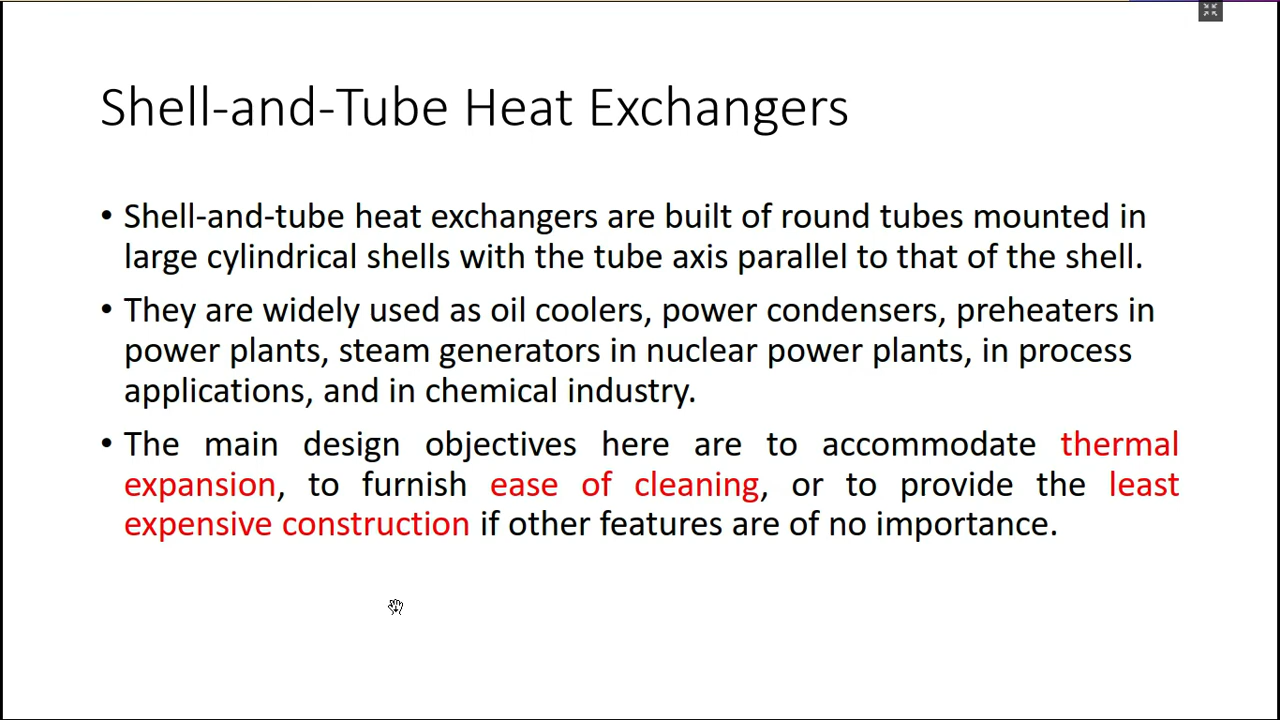 Shell-and-Tube Heat Exchangers
• Shell-and-tube heat exchangers are built of round tubes mounted in
large cylindrical shells with the tube axis parallel to that of the shell.
• They are widely used as oil coolers, power condensers, preheaters in
power plants, steam generators in nuclear power plants, in process
applications, and in chemical industry.
• The main design objectives here are to accommodate thermal
expansion, to furnish ease of cleaning, or to provide the least
expensive construction if other features are of no importance.